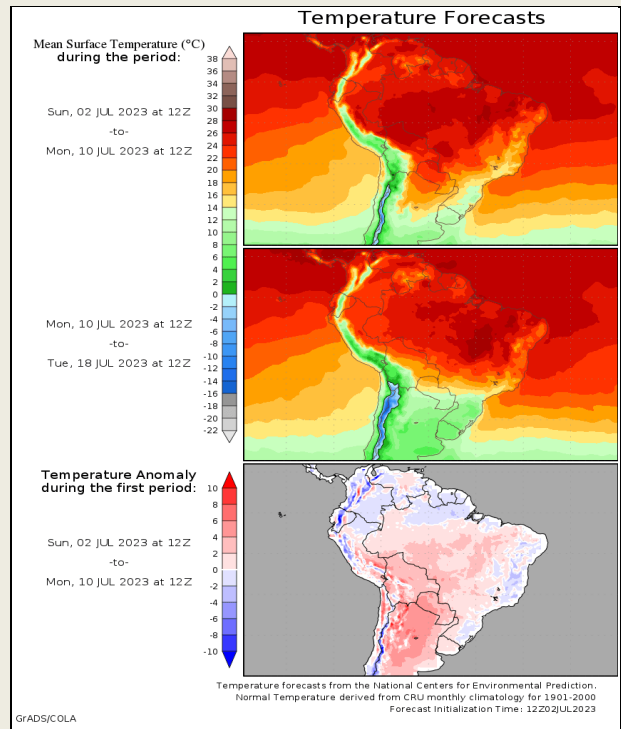 Temperature Forecasts
Mean Surface Temperature (°C)
during the period:
38
36
34
32
30
28
26
24
22
20
18
16
14
12
10
8
6
4
2
0
-2
-4
-6
-8
-10
-12
-14
-16
-18
-20
-22
Sun, 02 JUL 2023 at 12Z
-to-
Mon, 10 JUL 2023 at 12Z
Mon, 10 JUL 2023 at 12Z
-to-
Tue, 18 JUL 2023 at 12Z
Temperature Anomaly
during the first period:
10
8
6
4
2
0
-2
-4
-6
-8
-10
Sun, 02 JUL 2023 at 12Z
-to-
Mon, 10 JUL 2023 at 12Z
Temperature forecasts from the National Centers for Environmental Prediction.
Normal Temperature derived from CRU monthly climatology for 1901-2000
Forecast Initialization Time: 12Z02JUL2023
GrADS/COLA